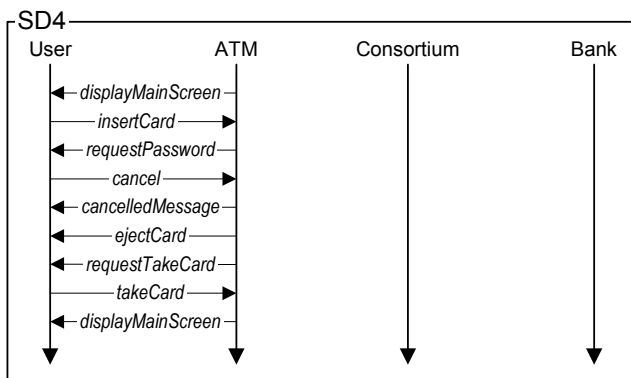 SD4
User ATM Consortium Bank
displayMainScreen
insertCard
requestPassword
cancel
cancelledMessage
ejectCard
requestTakeCard
takeCard
displayMainScreen